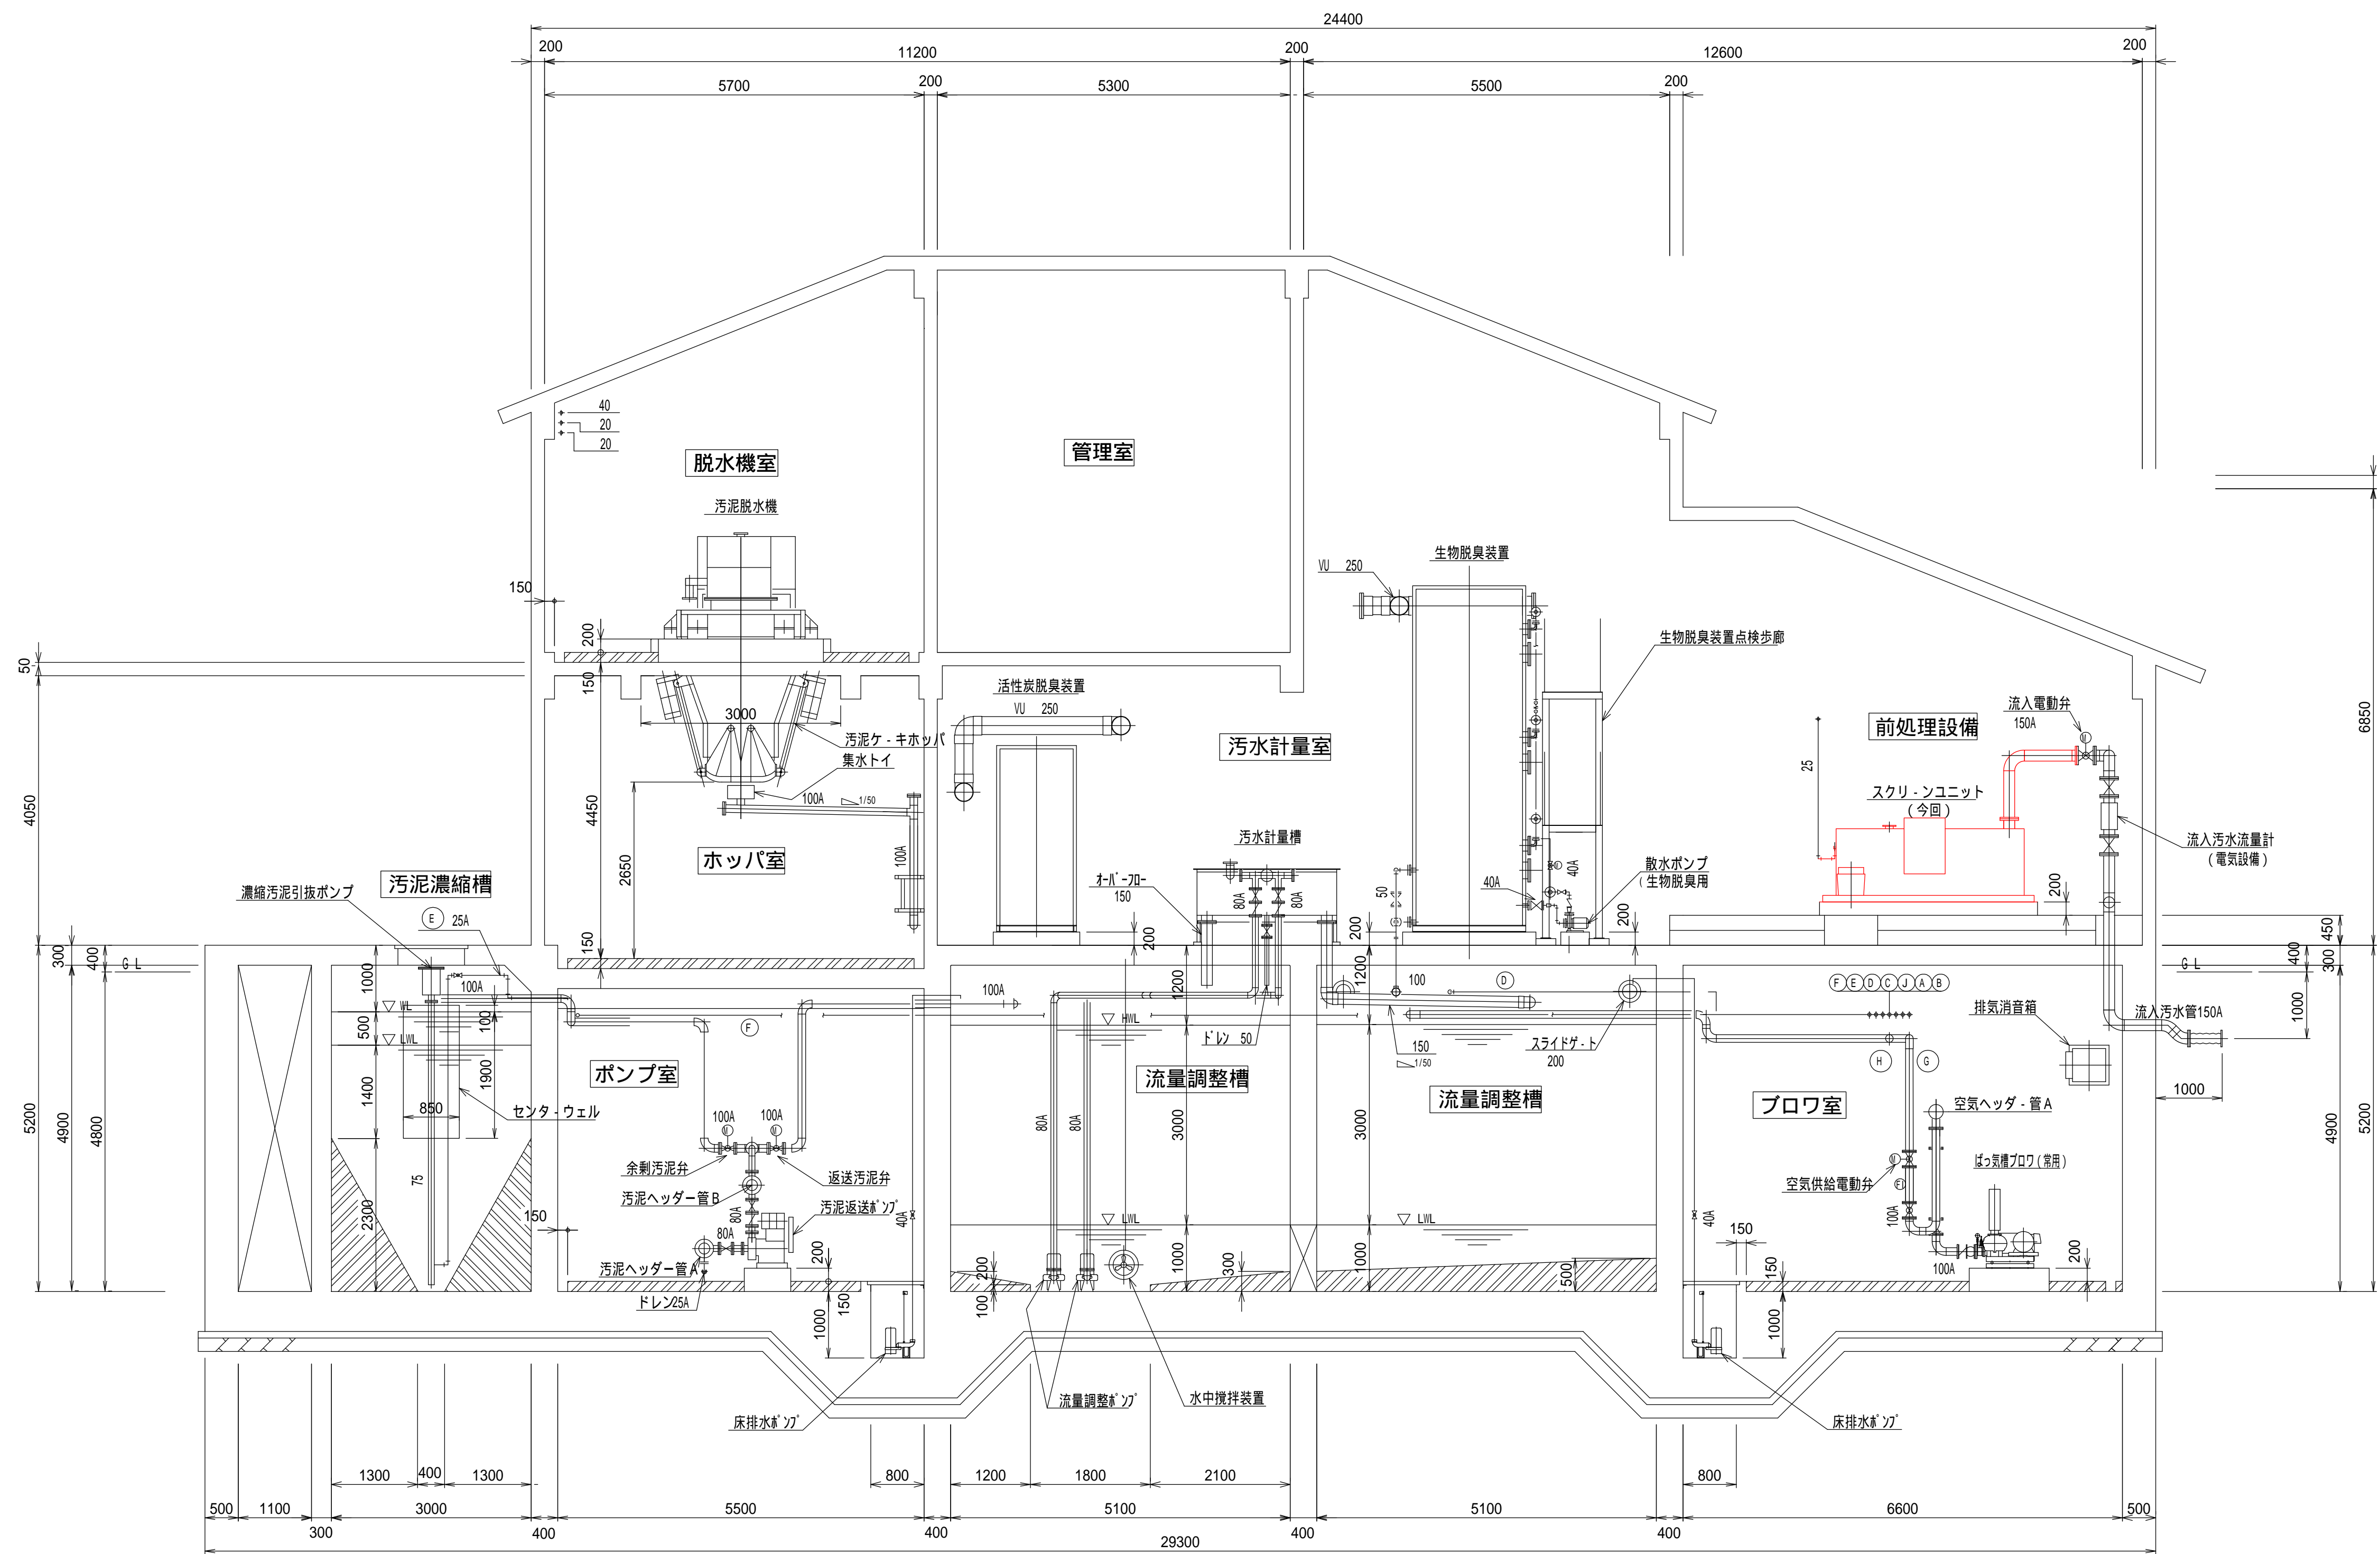 24400
200
11200
200
12600
200
5700
200
5300
5500
200
40
20
20
脱水機室
管理室
汚泥脱水機
生物脱臭装置
VU 250
150
200
生物脱臭装置点検歩廊
50
150
活性炭脱臭装置
VU 250
3000
流入電動弁
150A
M
前処理設備
汚水計量室
汚泥ケ-キホッパ
集水トイ
100A
1/50
25
6850
4050
4450
2650
スクリ-ンユニット
(今回)
流入汚水流量計
(電気設備)
汚水計量槽
ホッパ室
100A
汚泥濃縮槽
濃縮汚泥引抜ポンプ
E
25A
オーバーフロー
150
80A
80A
50
40A
40A
散水ポンプ
(生物脱臭用
200
200
200
200
150
450
300
400
GL
300
400
GL
1000
100A
WL
100
500
LWL
1400
1900
850
センタ-ウェル
75
2300
5200
4900
4800
100A
F
1200
HWL
ドレン 50
1200
100
D
150
1/50
スライドゲ-ト
200
F E D C J A B
排気消音箱
流入汚水管150A
1000
1000
H
G
ポンプ室
流量調整槽
流量調整槽
ブロワ室
空気ヘッダ-管A
ばっ気槽ブロワ(常用)
空気供給電動弁
M
100A
100A
100A
M
100A
M
余剰汚泥弁
返送汚泥弁
汚泥ヘッダー管B
汚泥返送ポンプ
80A
80A
40A
150
汚泥ヘッダー管A
ドレン25A
200
150
1000
80A
80A
3000
3000
LWL
LWL
200
100
1000
300
1000
500
40A
150
150
1000
200
4900
5200
床排水ポンプ
流量調整ポンプ
水中撹拌装置
床排水ポンプ
1300
400
1300
800
1200
1800
2100
800
500
1100
3000
5500
5100
5100
6600
500
300
400
400
400
400
29300